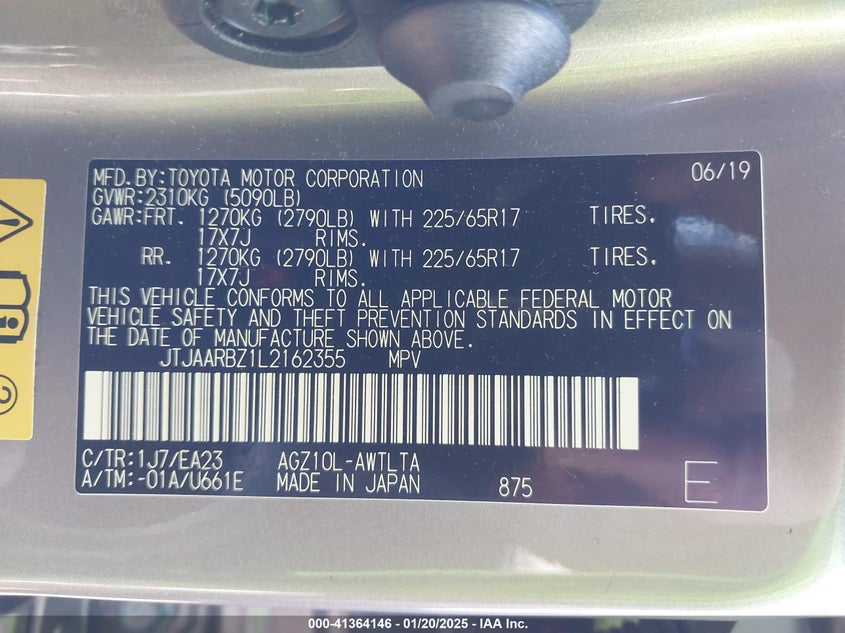 MFD.BY:TOYOTA MOTOR CORPORATION 06/19
GVWR:2310KG (5090LB)
GAWR:FRT. 1270KG (2790LB) WITH 225/65R17 TIRES.
17X7J RIMS.
RR. 1270KG (2790LB) WITH 225/65R17 TIRES.
17X7J RIMS.
THIS VEHICLE CONFORMS TO ALL APPLICABLE FEDERAL MOTOR
VEHICLE SAFETY AND THEFT PREVENTION STANDARDS IN EFFECT ON
THE DATE OF MANUFACTURE SHOWN ABOVE.
JTJAARBZ1L2162355 MPV
C/TR:1J7/EA23 AGZ10L-AWTLTA
A/TM:-01A/U661E MADE IN JAPAN 875 E
000-41364146 - 01/20/2025 - IAA Inc.